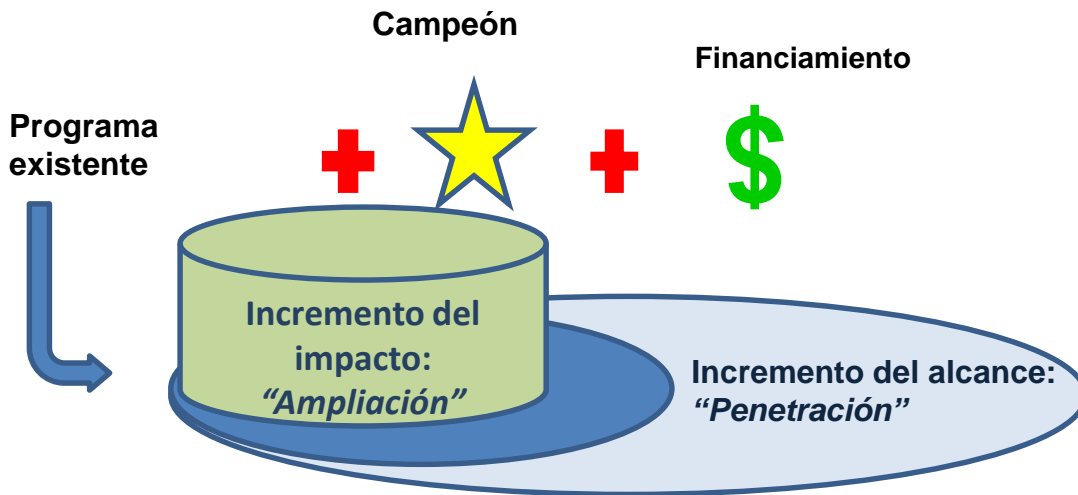 Campeón
Financiamiento
Programa
existente
$
Incremento del
impacto:
“Ampliación”
Incremento del alcance:
“Penetración”